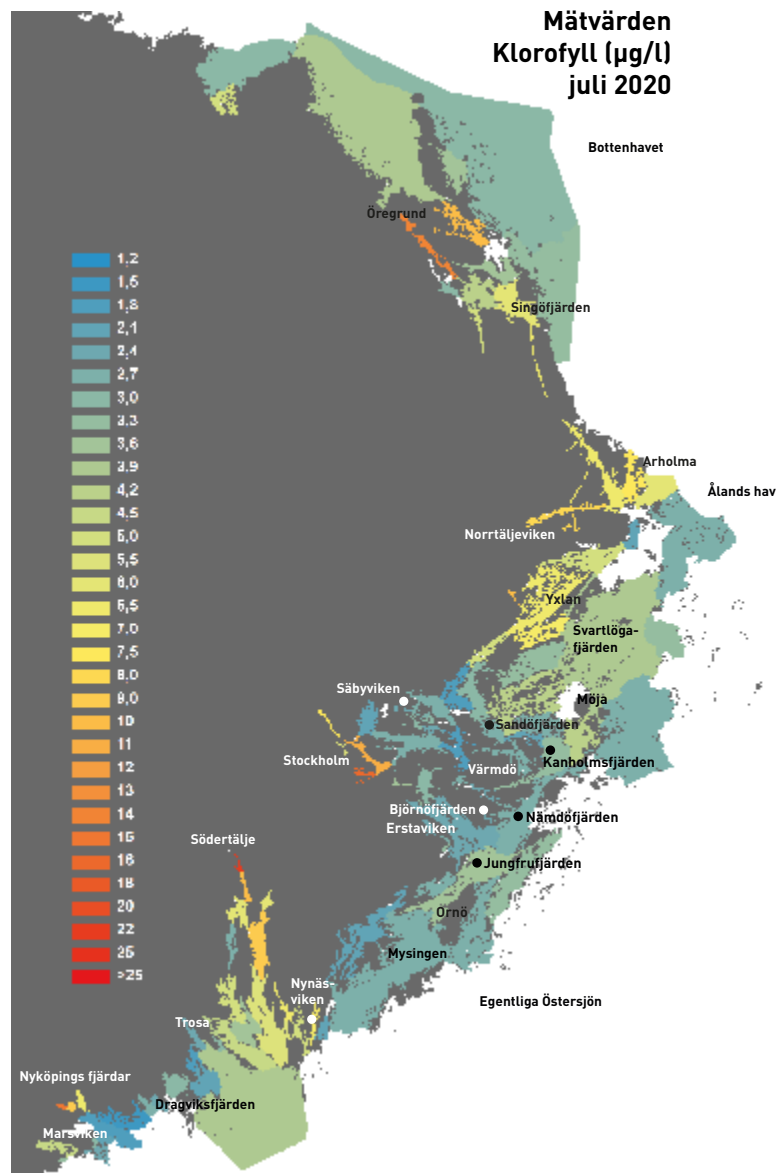 Mätvärden
Klorofyll (µg/l)
juli 2020
Bottenhavet
Öregrund
Singöfjärden
1,2
1,5
1,8
2,1
2,4
2,7
3,0
3,3
3,6
3,9
4,2
4,5
5,0
5,5
6,0
6,5
7,0
7,5
8,0
9,0
10
11
12
13
14
15
16
18
20
22
25
>25
Arholma
Ålands hav
Norrtäljeviken
Yxlan
Svartlöga-
fjärden
Säbyviken
Möja
Sandöfjärden
Stockholm
Värmdö
Kanholmsfjärden
Björnöfjärden
Nämdöfjärden
Erstaviken
Södertälje
Jungfrufjärden
Ornö
Mysingen
Nynäs-
viken
Egentliga Östersjön
Trosa
Nyköpings fjärdar
Dragviksfjärden
Marsviken